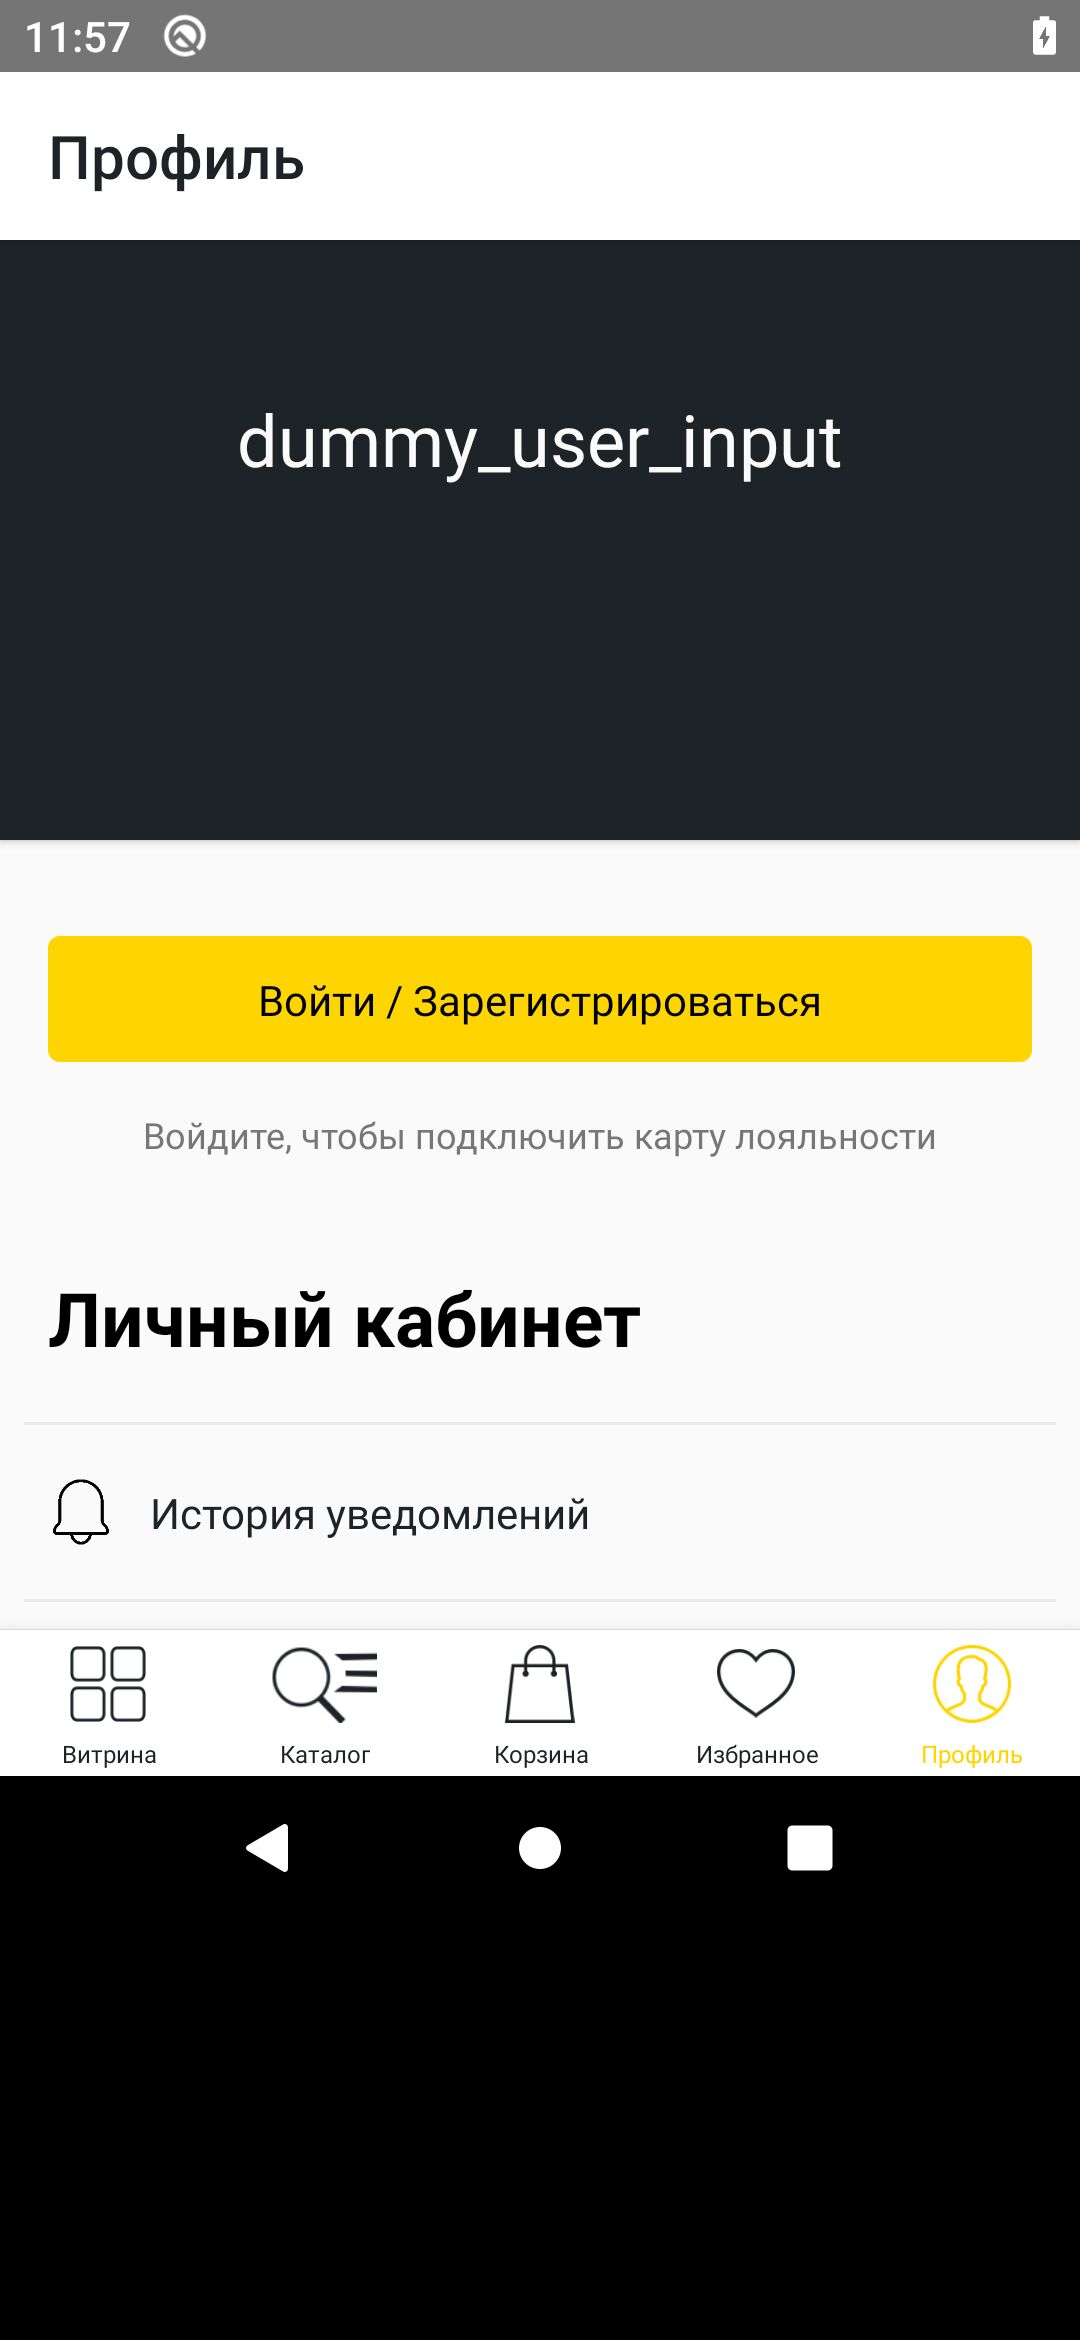 11:57
Профиль
dummy_user_input
Войти / Зарегистрироваться
Войдите, чтобы подключить карту лояльности
Личный кабинет
История уведомлений
Витрина
Каталог
Корзина
Избранное
Профиль